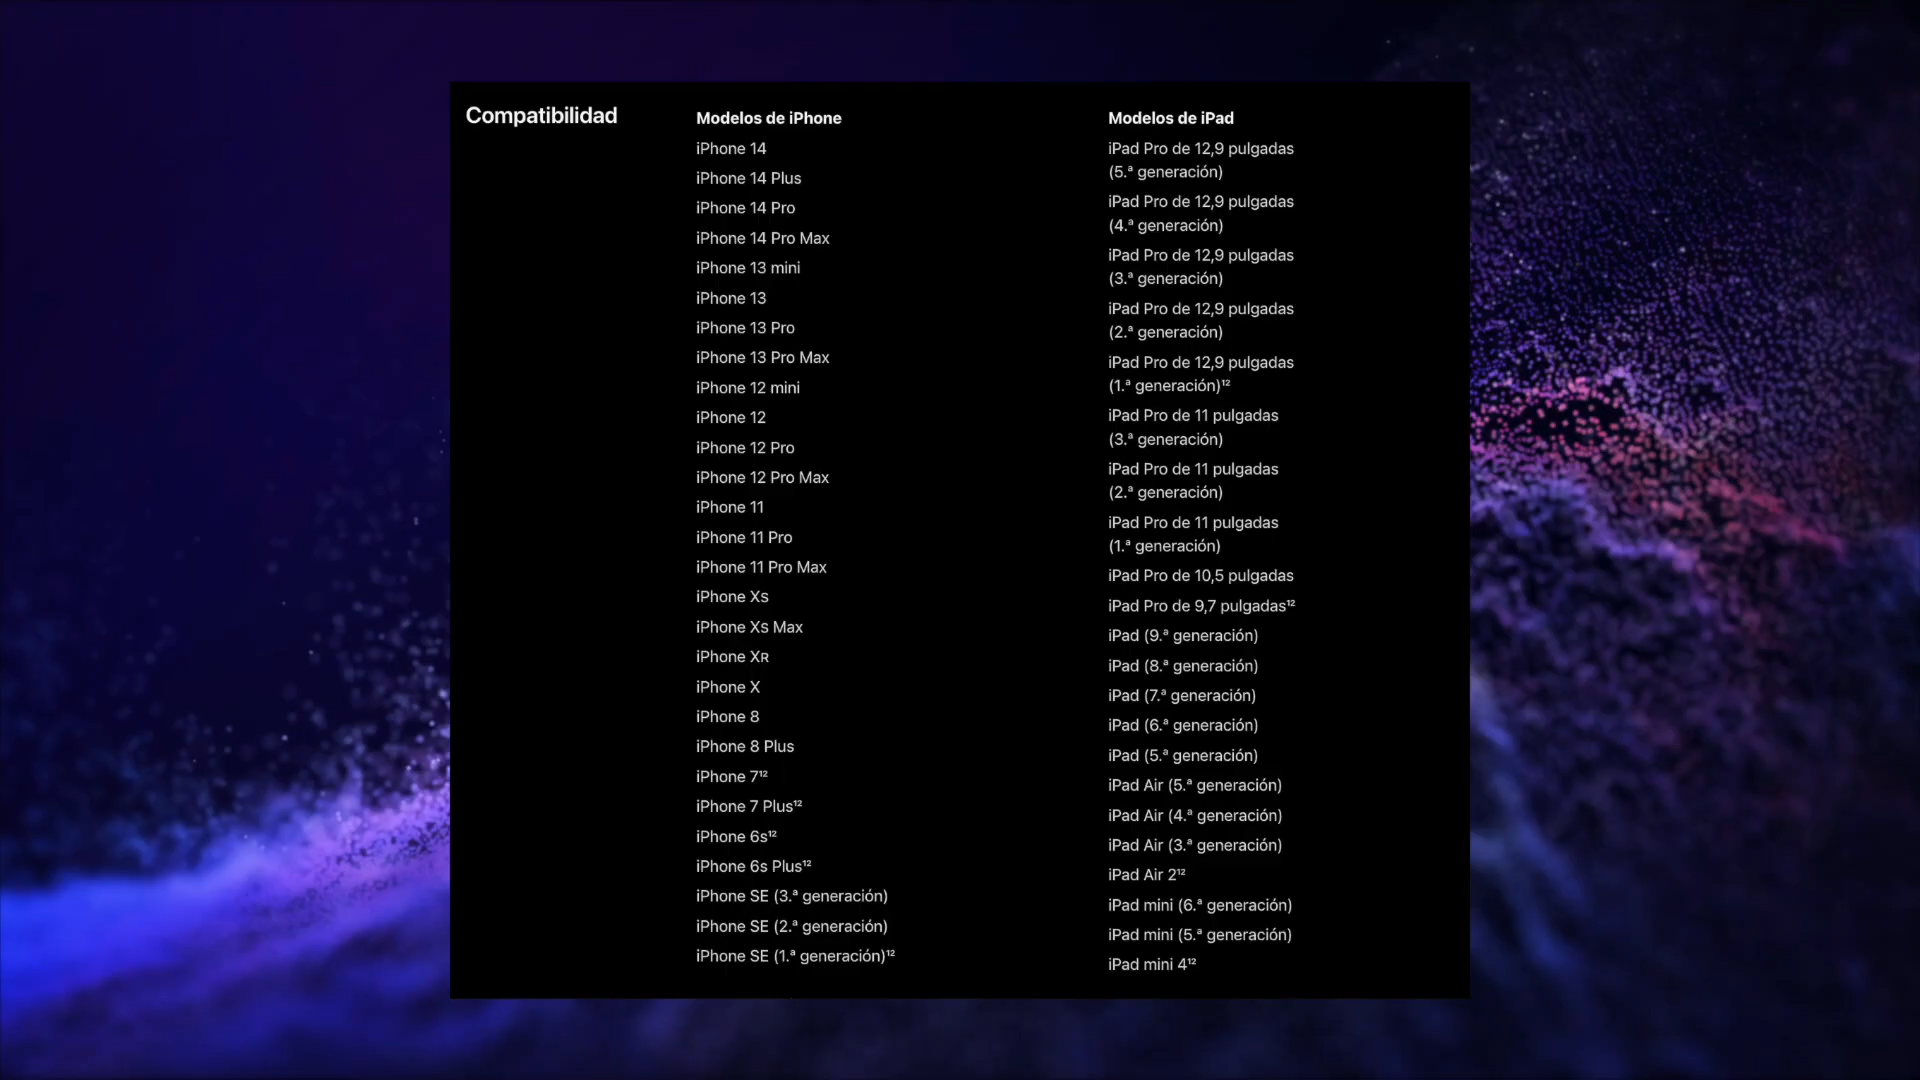 Compatibilidad
Modelos de iPhone
iPhone 14
iPhone 14 Plus
iPhone 14 Pro
iPhone 14 Pro Max
iPhone 13 mini
iPhone 13
iPhone 13 Pro
iPhone 13 Pro Max
iPhone 12 mini
iPhone 12
iPhone 12 Pro
iPhone 12 Pro Max
iPhone 11
iPhone 11 Pro
iPhone 11 Pro Max
iPhone Xs
iPhone Xs Max
iPhone XR
iPhone X
iPhone 8
iPhone 8 Plus
iPhone 7¹²
iPhone 7 Plus¹²
iPhone 6s¹²
iPhone 6s Plus¹²
iPhone SE (3.ª generación)
iPhone SE (2.ª generación)
iPhone SE (1.ª generación)¹²
Modelos de iPad
iPad Pro de 12,9 pulgadas
(5.ª generación)
iPad Pro de 12,9 pulgadas
(4.ª generación)
iPad Pro de 12,9 pulgadas
(3.ª generación)
iPad Pro de 12,9 pulgadas
(2.ª generación)
iPad Pro de 12,9 pulgadas
(1.ª generación)¹²
iPad Pro de 11 pulgadas
(3.ª generación)
iPad Pro de 11 pulgadas
(2.ª generación)
iPad Pro de 11 pulgadas
(1.ª generación)
iPad Pro de 10,5 pulgadas
iPad Pro de 9,7 pulgadas¹²
iPad (9.ª generación)
iPad (8.ª generación)
iPad (7.ª generación)
iPad (6.ª generación)
iPad (5.ª generación)
iPad Air (5.ª generación)
iPad Air (4.ª generación)
iPad Air (3.ª generación)
iPad Air 2¹²
iPad mini (6.ª generación)
iPad mini (5.ª generación)
iPad mini 4¹²